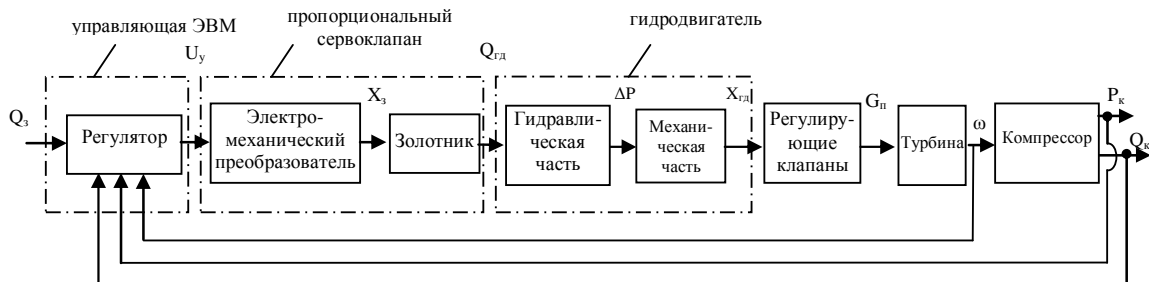 управляющая ЭВМ
пропорциональный
сервоклапан
гидродвигатель
Uу
Qгд
Qз
Регулятор
Электро-
механический
преобразователь
Xз
Золотник
Гидравли-
ческая
часть
ΔP
Механи-
ческая
часть
Xгд
Регулиру-
ющие
клапаны
Gп
Турбина
ω
Компрессор
Pк
Qк